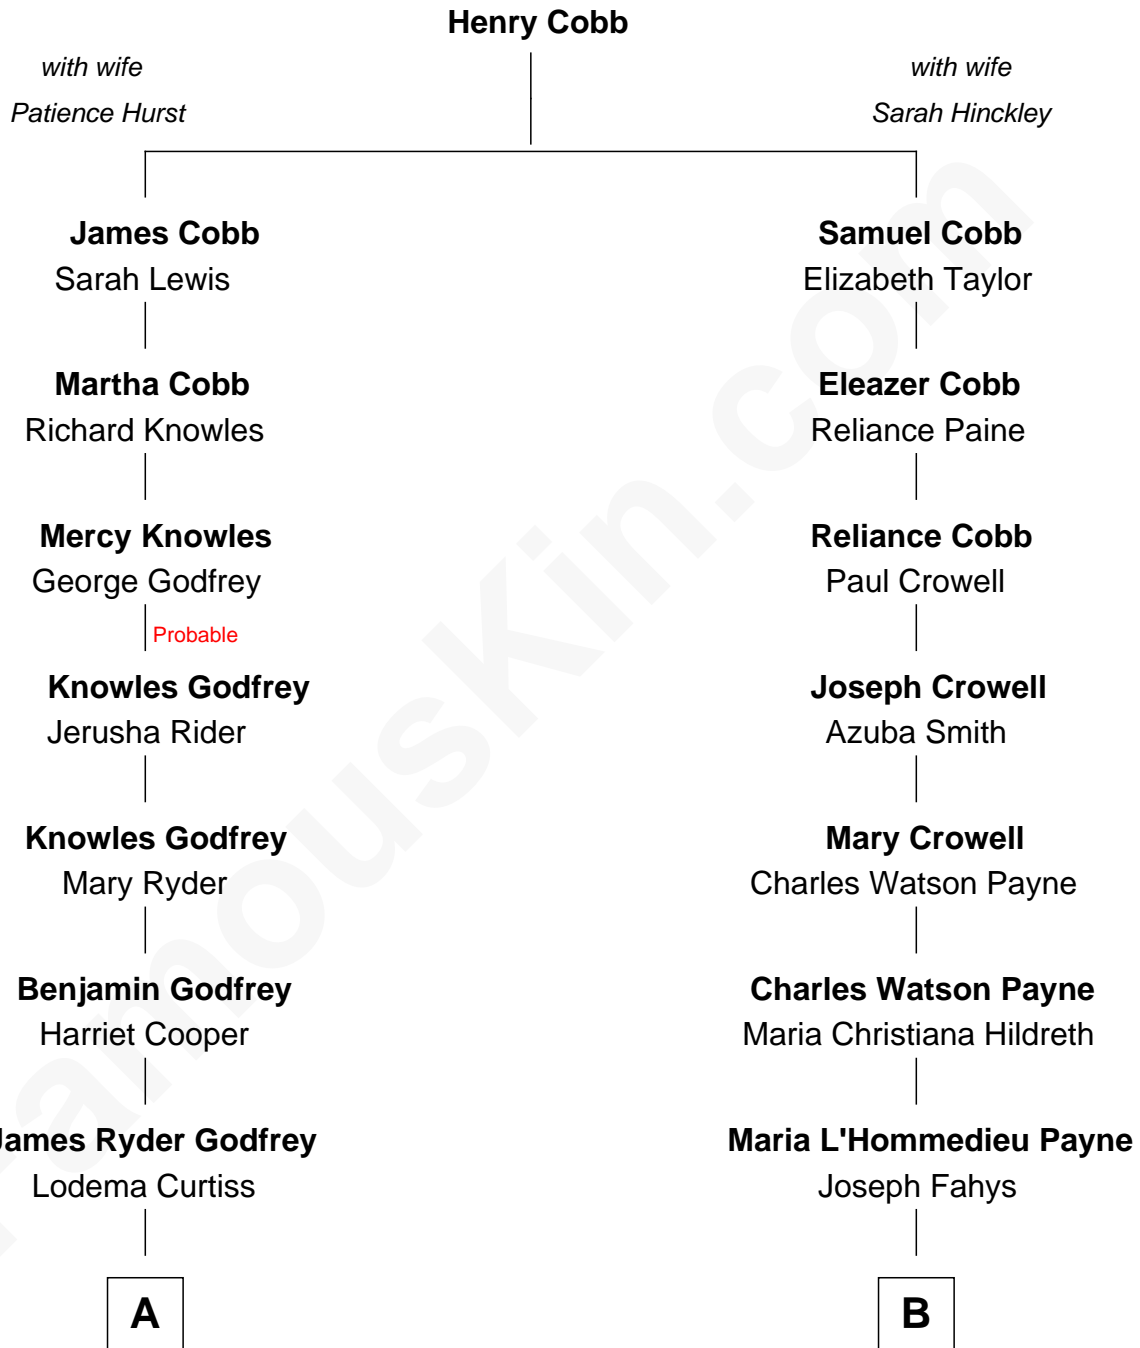 Henry Cobb
with wife
Patience Hurst
with wife
Sarah Hinckley
James Cobb
Sarah Lewis
Samuel Cobb
Elizabeth Taylor
Martha Cobb
Richard Knowles
Eleazer Cobb
Reliance Paine
Mercy Knowles
George Godfrey
Reliance Cobb
Paul Crowell
Probable
Knowles Godfrey
Jerusha Rider
Joseph Crowell
Azuba Smith
Knowles Godfrey
Mary Ryder
Mary Crowell
Charles Watson Payne
Benjamin Godfrey
Harriet Cooper
Charles Watson Payne
Maria Christiana Hildreth
James Ryder Godfrey
Lodema Curtiss
Maria L'Hommedieu Payne
Joseph Fahys
A
B
FamousKin.com